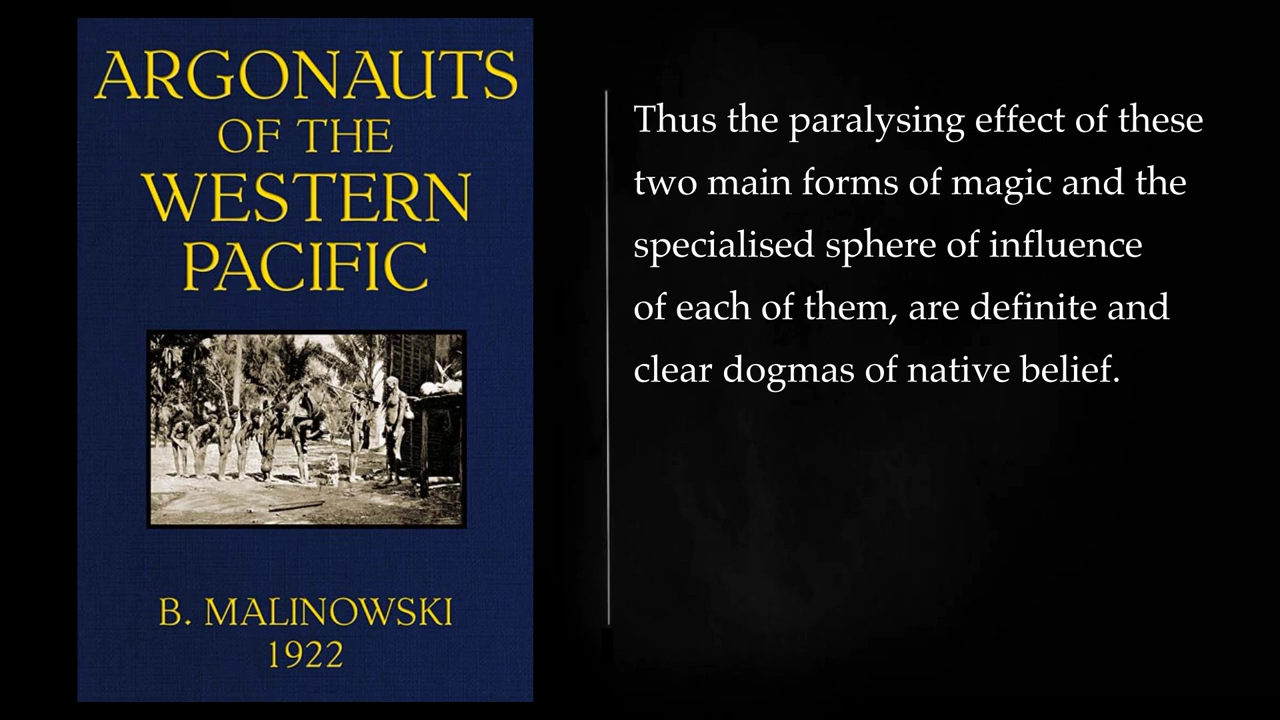 ARGONAUTS
OF THE
WESTERN
PACIFIC
B. MALINOWSKI
1922
Thus the paralysing effect of these
two main forms of magic and the
specialised sphere of influence
of each of them, are definite and
clear dogmas of native belief.